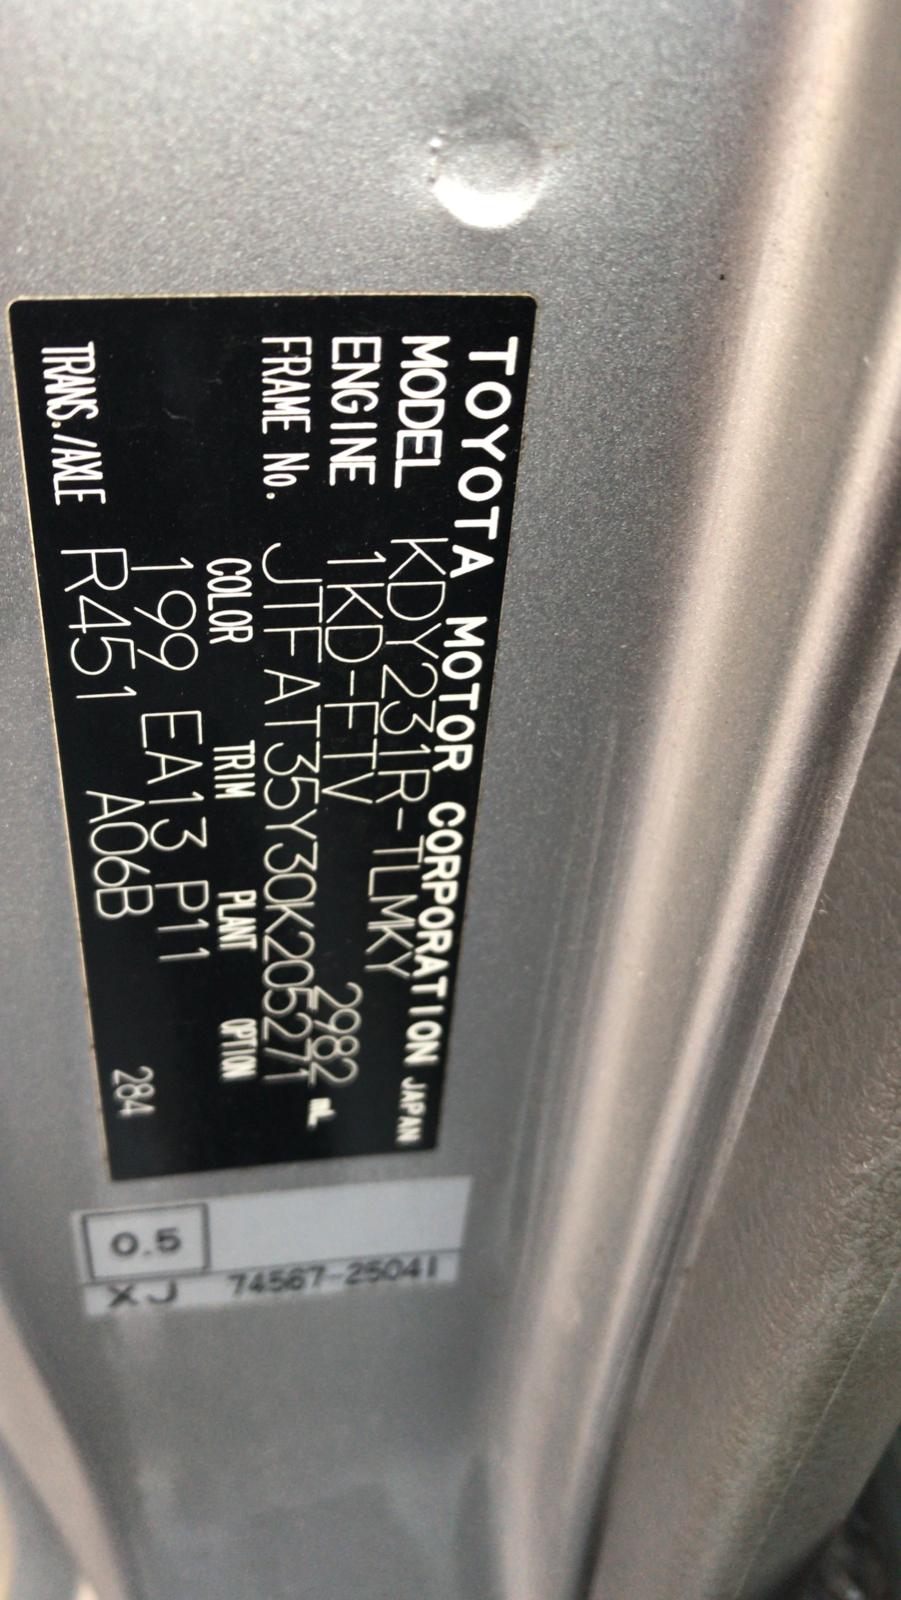 TOYOTA MOTOR CORPORATION JAPAN
MODEL KDY231R-TLMKY
ENGINE 1KD-FTV 2982 mL
FRAME No. JTFAT35Y30K205271
COLOR TRIM PLANT OPTION
199 EA13 P11
TRANS./AXLE R451 A06B 284
0.5
XJ 74567-25041